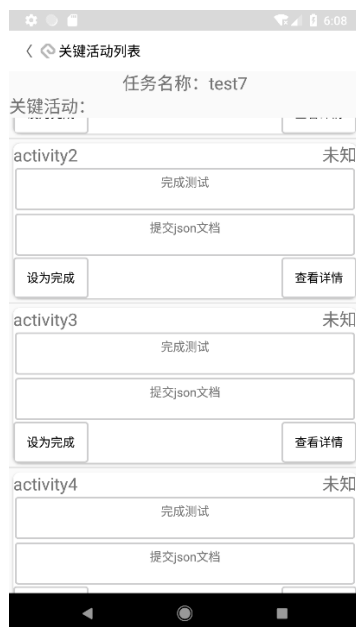 6:08
关键活动列表
任务名称：test7
关键活动：
activity2 未知
完成测试
提交json文档
设为完成 查看详情
activity3 未知
完成测试
提交json文档
设为完成 查看详情
activity4 未知
完成测试
提交json文档